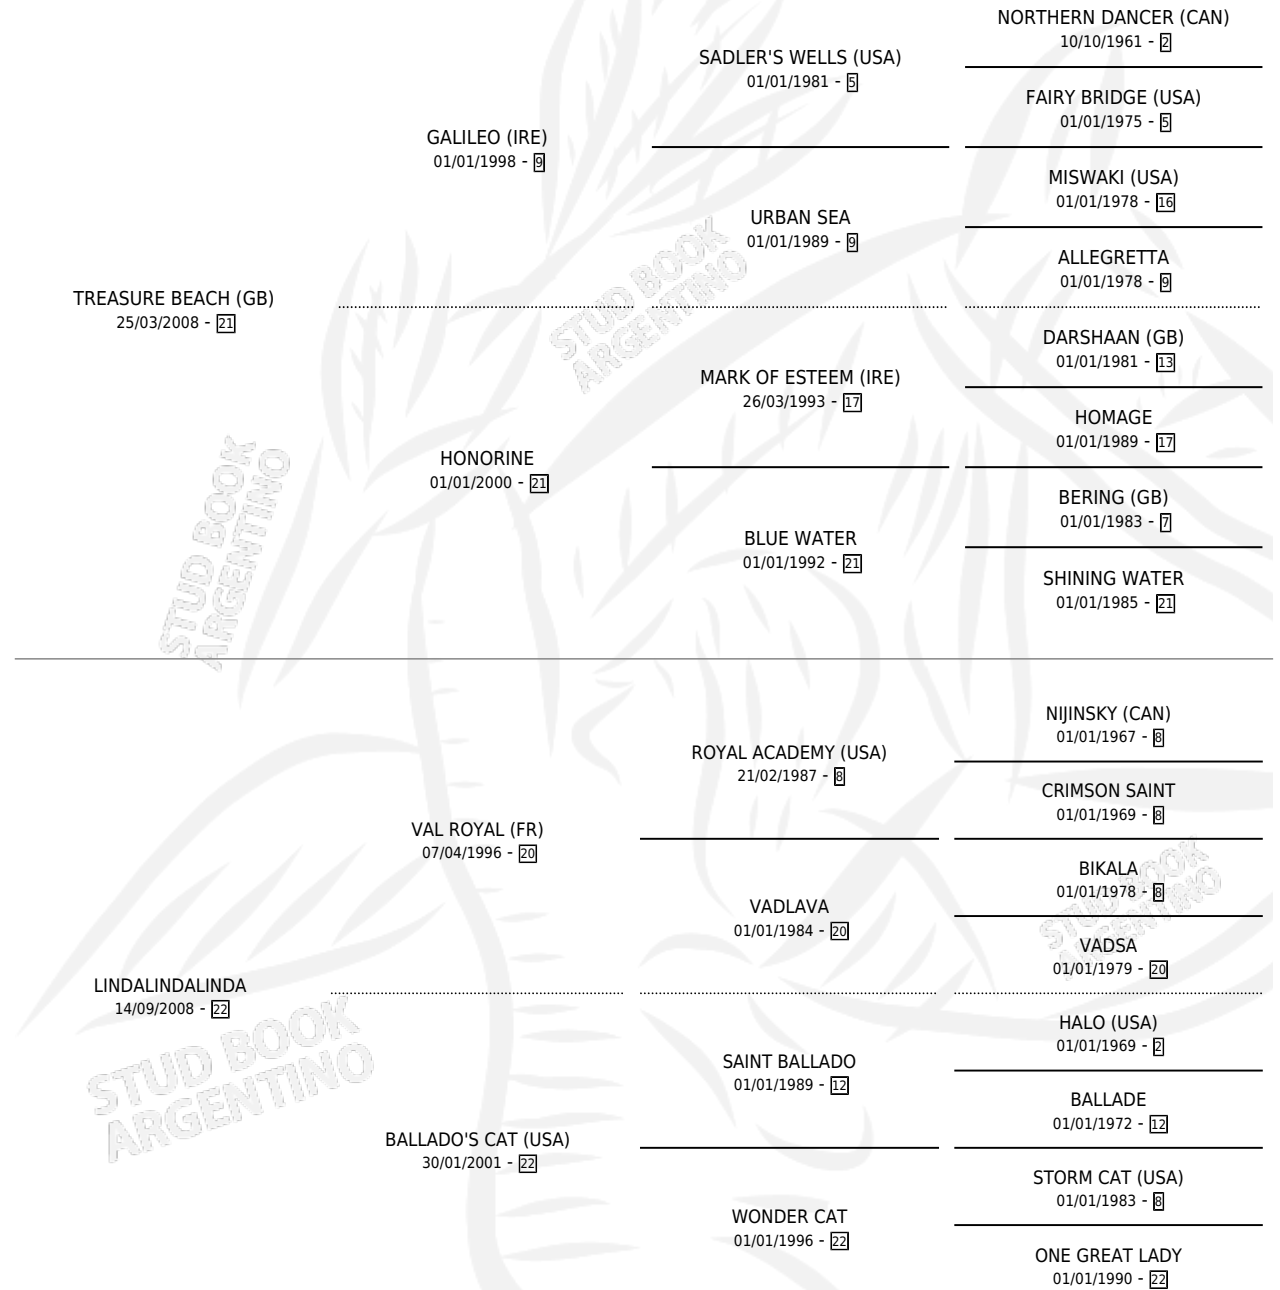 NORTHERN DANCER (CAN)
10/10/1961 - 2
SADLER'S WELLS (USA)
01/01/1981 - 5
FAIRY BRIDGE (USA)
01/01/1975 - 5
GALILEO (IRE)
01/01/1998 - 9
MISWAKI (USA)
01/01/1978 - 16
URBAN SEA
01/01/1989 - 9
ALLEGRETTA
01/01/1978 - 9
TREASURE BEACH (GB)
25/03/2008 - 21
STUD BOOK
ARGENTINO
DARSHAAN (GB)
01/01/1981 - 13
MARK OF ESTEEM (IRE)
26/03/1993 - 17
HOMAGE
01/01/1989 - 17
HONORINE
01/01/2000 - 21
BERING (GB)
01/01/1983 - 7
BLUE WATER
01/01/1992 - 21
SHINING WATER
01/01/1985 - 21
STUD BOOK
ARGENTINO
NIJINSKY (CAN)
01/01/1967 - 8
ROYAL ACADEMY (USA)
21/02/1987 - 8
CRIMSON SAINT
01/01/1969 - 8
VAL ROYAL (FR)
07/04/1996 - 20
BIKALA
01/01/1978 - 8
VADLAVA
01/01/1984 - 20
STUD BOOK
ARGENTINO
VADSA
01/01/1979 - 20
LINDALINDALINDA
14/09/2008 - 22
HALO (USA)
01/01/1969 - 2
STUD BOOK
ARGENTINO
SAINT BALLADO
01/01/1989 - 12
BALLADE
01/01/1972 - 12
BALLADO'S CAT (USA)
30/01/2001 - 22
STORM CAT (USA)
01/01/1983 - 8
WONDER CAT
01/01/1996 - 22
ONE GREAT LADY
01/01/1990 - 22